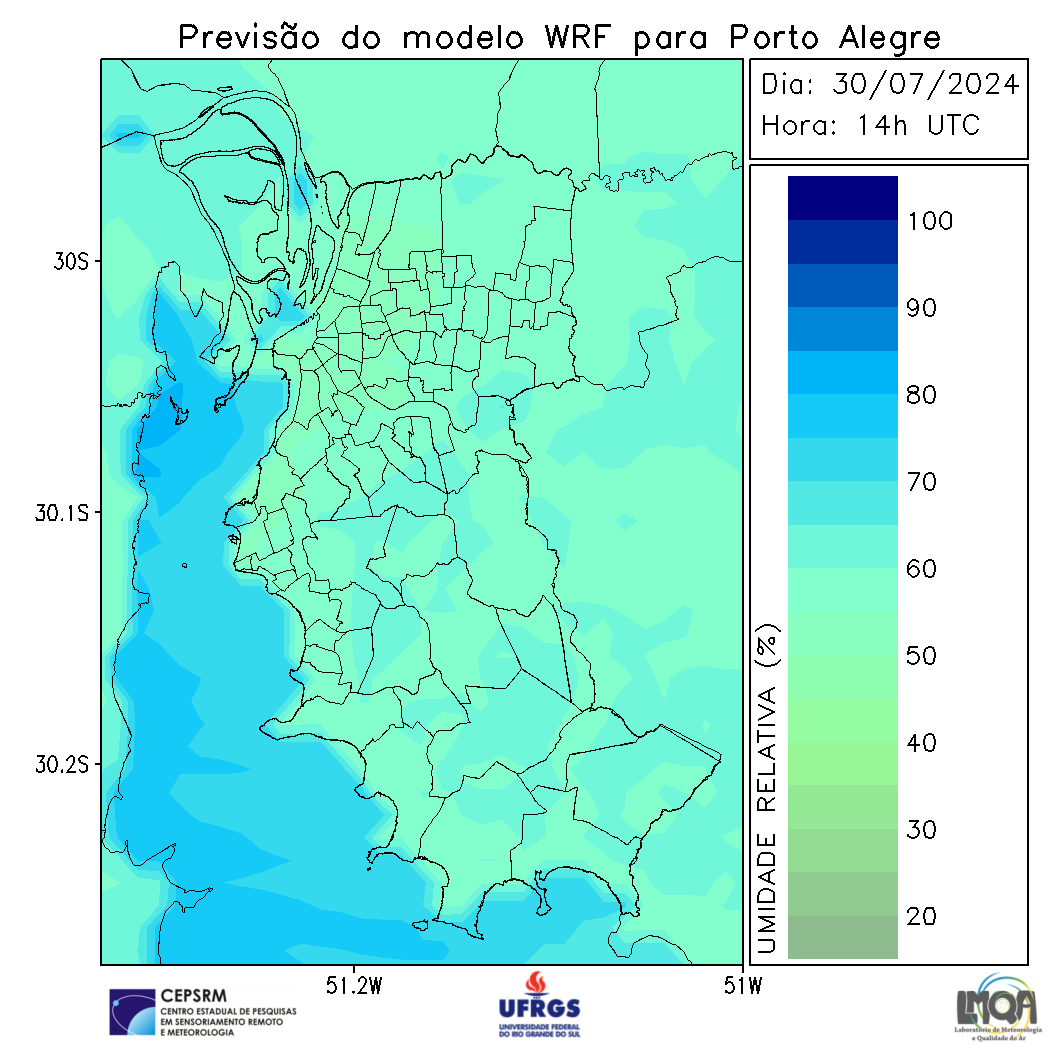 Previsão do modelo WRF para Porto Alegre
Dia: 30/07/2024
Hora: 14h UTC
100
90
80
70
60
50
40
30
20
UMIDADE RELATIVA (%)
30S
30.1S
30.2S
51.2W
51W
CEPSRM
CENTRO ESTADUAL DE PESQUISAS
EM SENSORIAMENTO REMOTO
E METEOROLOGIA
UFRGS
UNIVERSIDADE FEDERAL
DO RIO GRANDE DO SUL
LMQA
Laboratório de Meteorologia
e Qualidade do Ar